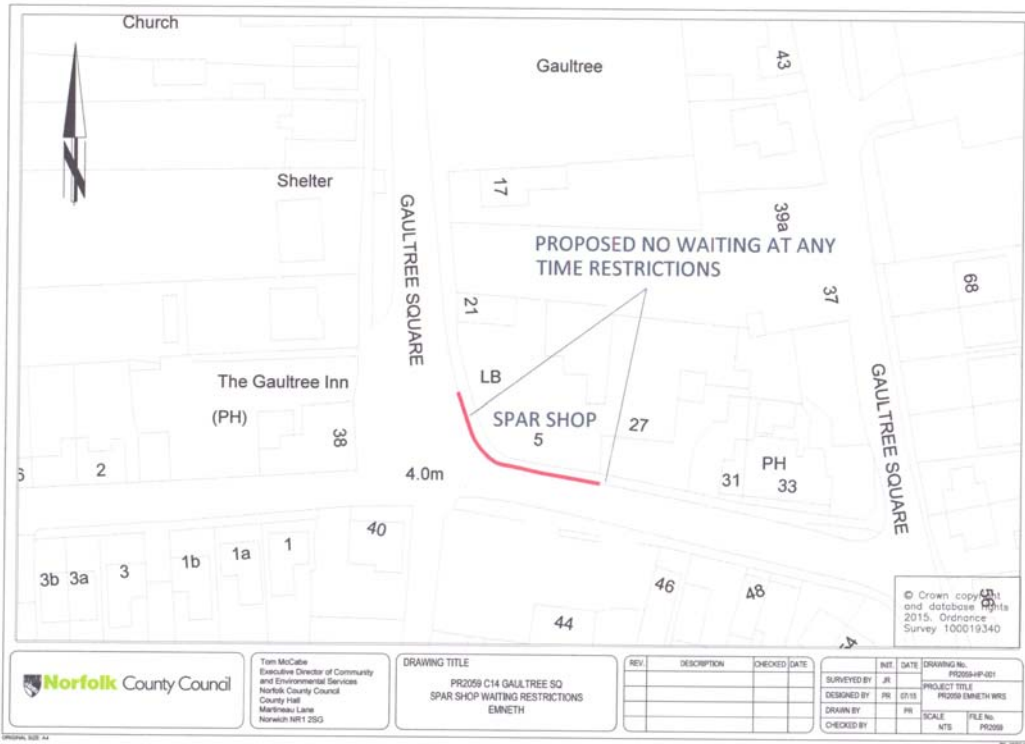 Church
Gaultree
43
Shelter
17
GAULTREE SQUARE
39a
PROPOSED NO WAITING AT ANY
TIME RESTRICTIONS
68
37
21
The Gaultree Inn
(PH)
LB
SPAR SHOP
5
27
38
GAULTREE SQUARE
2
4.0m
31
PH
33
40
1
1a
1b
3
3a
3b
46
48
44
56
© Crown copyright
and database rights
2015. Ordnance
Survey 100019340
Norfolk County Council
Tom McCabe
Executive Director of Community
and Environmental Services
Norfolk County Council
County Hall
Martineau Lane
Norwich NR1 2SG
DRAWING TITLE
PR2059 C14 GAULTREE SQ
SPAR SHOP WAITING RESTRICTIONS
EMNETH
REV. DESCRIPTION CHECKED DATE
INIT. DATE
SURVEYED BY JR
DESIGNED BY PR 07/15
DRAWN BY PR
CHECKED BY
DRAWING No.
PR2059-HP-001
PROJECT TITLE
PR2059 EMNETH WRS
SCALE
NTS
FILE No.
PR2059
ORIGINAL SIZE A4